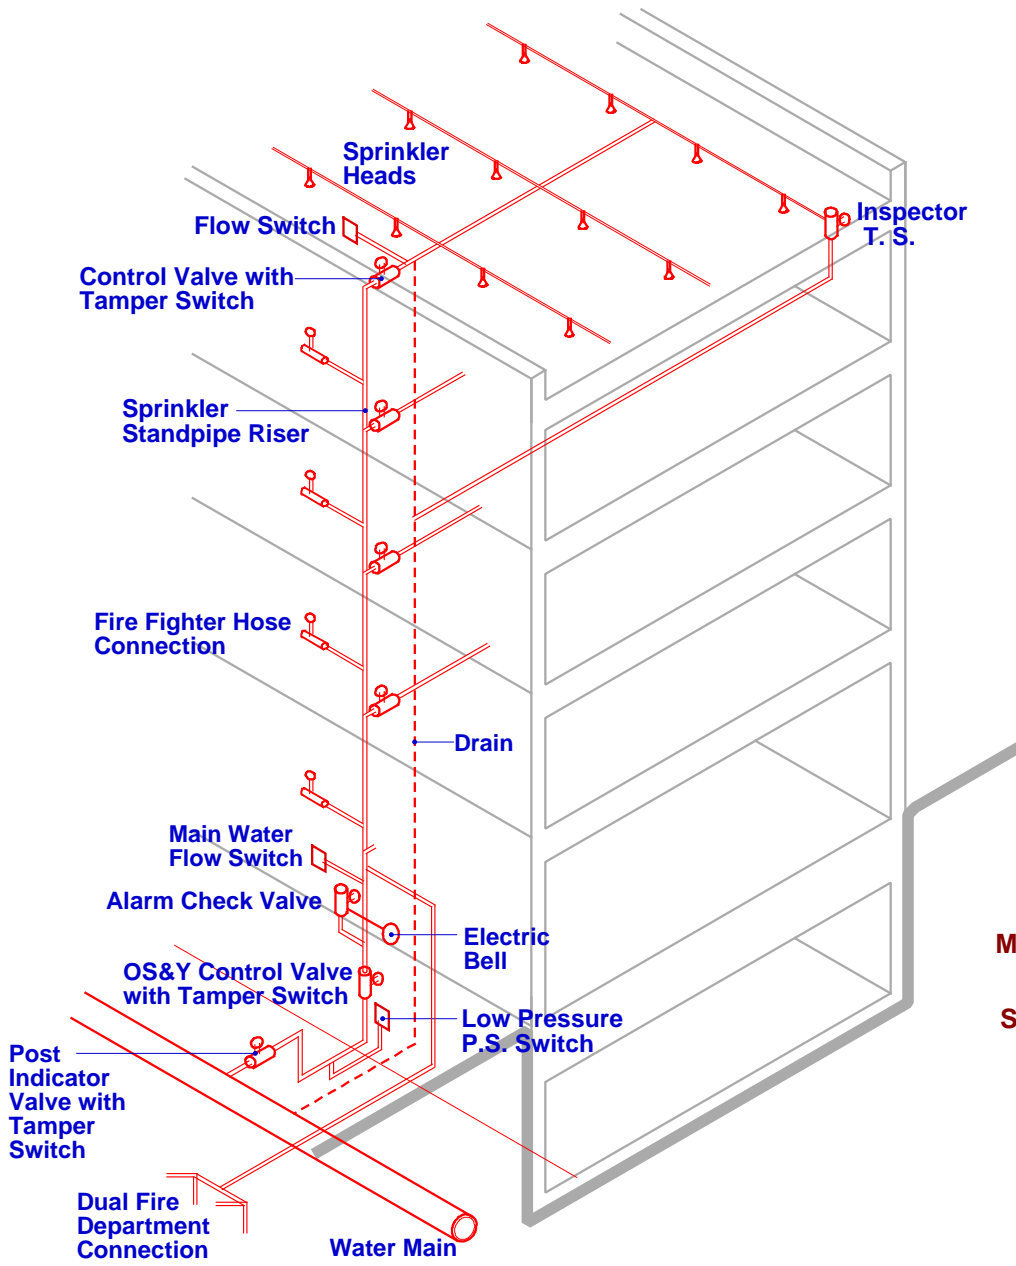 Sprinkler
Heads
Flow Switch
Inspector
T. S.
Control Valve with
Tamper Switch
Sprinkler
Standpipe Riser
Fire Fighter Hose
Connection
Drain
Main Water
Flow Switch
Alarm Check Valve
Electric
Bell
OS&Y Control Valve
with Tamper Switch
Low Pressure
P.S. Switch
Post
Indicator
Valve with
Tamper
Switch
Dual Fire
Department
Connection
Water Main
M
S